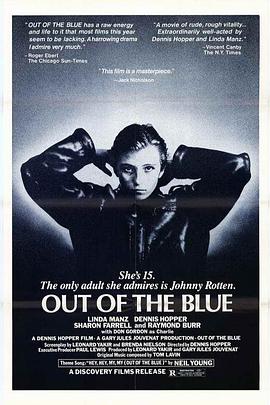 "OUT OF THE BLUE has a raw energy
and life to it that most films this year
seem to be lacking. A harrowing drama
I admire very much."
- Roger Ebert
The Chicago Sun-Times
"A movie of rude, rough vitality...
Extraordinarily well-acted by
Dennis Hopper and Linda Manz."
-Vincent Canby
The N.Y. Times
"This film is a masterpiece."
-Jack Nicholson
She's 15.
The only adult she admires is Johnny Rotten.
OUT OF THE BLUE
LINDA MANZ DENNIS HOPPER
SHARON FARRELL and RAYMOND BURR
with DON GORDON as Charlie
A DENNIS HOPPER FILM - A GARY JULES JOUVENAT PRODUCTION - OUT OF THE BLUE
Screenplay by LEONARD YAKIR and BRENDA NIELSON Directed by DENNIS HOPPER
Executive Producer PAUL LEWIS Produced by LEONARD YAKIR and GARY JULES JOUVENAT
Original Music composed by TOM LAVIN
Theme Song: "HEY, HEY, MY, MY (OUT OF THE BLUE)" by NEIL YOUNG
A DISCOVERY FILMS RELEASE R